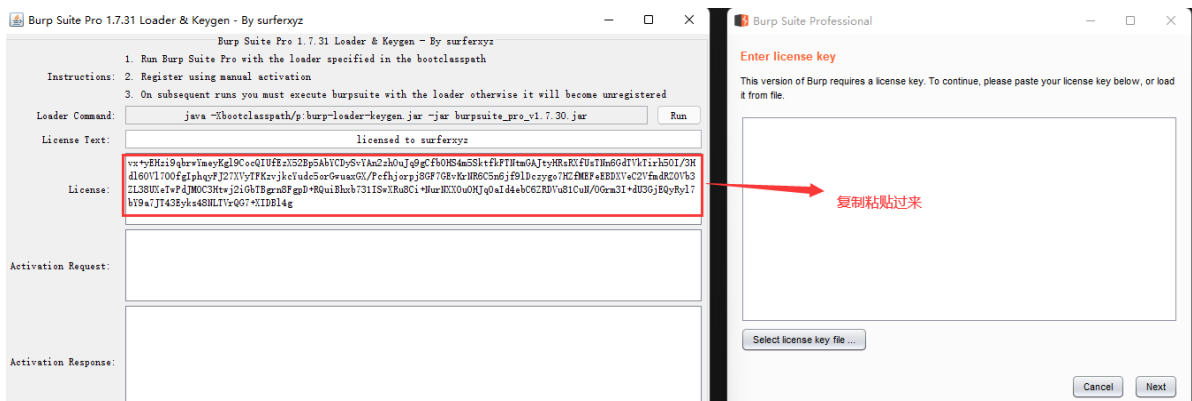 Burp Suite Pro 1.7.31 Loader & Keygen - By surferxyz
Burp Suite Pro 1.7.31 Loader & Keygen - By surferxyz
Instructions:
1. Run Burp Suite Pro with the loader specified in the bootclasspath
2. Register using manual activation
3. On subsequent runs you must execute burpsuite with the loader otherwise it will become unregistered
Loader Command: java -Xbootclasspath/p:burp-loader-keygen.jar -jar burpsuite_pro_v1.7.30.jar Run
License Text: licensed to surferxyz
License:
Activation Request:
Activation Response:
复制粘贴过来
Burp Suite Professional
Enter license key
This version of Burp requires a license key. To continue, please paste your license key below, or load
it from file.
Select license key file ...
Cancel Next